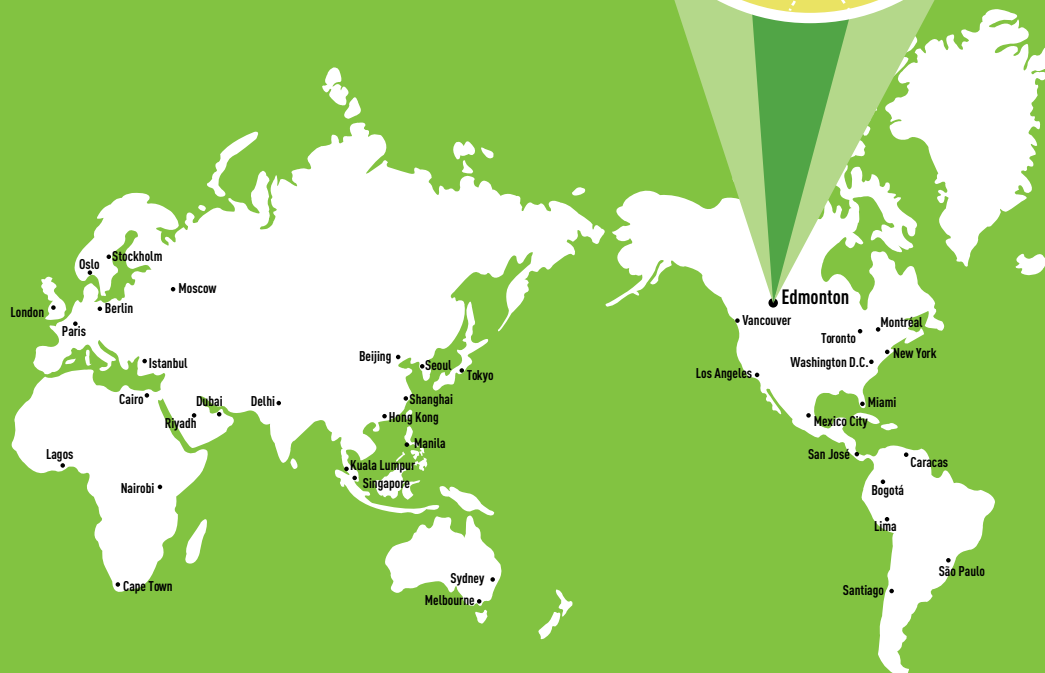 Stockholm
Oslo
Moscow
Edmonton
London
Berlin
Vancouver
Paris
Montréal
Toronto
Beijing
New York
Istanbul
Washington D.C.
Seoul
Tokyo
Los Angeles
Cairo
Dubai
Delhi
Shanghai
Miami
Riyadh
Hong Kong
Mexico City
Manila
Lagos
San José
Kuala Lumpur
Caracas
Singapore
Nairobi
Bogotá
Lima
Sydney
São Paulo
Cape Town
Santiago
Melbourne